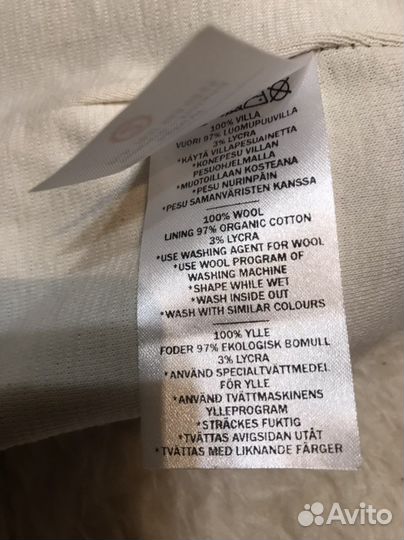 100% VILLA
VUORI 97% LUOMUPUUVILLA
3% LYCRA
*KÄYTÄ VILLAPESUAINETTA
*KONEPESU VILLAN
PESUOHJELMALLA
*MUOTOILLAAN KOSTEANA
*PESU NURINPÄIN
*PESU SAMANVÄRISTEN KANSSA
100% WOOL
LINING 97% ORGANIC COTTON
3% LYCRA
*USE WASHING AGENT FOR WOOL
*USE WOOL PROGRAM OF
WASHING MACHINE
*SHAPE WHILE WET
*WASH INSIDE OUT
*WASH WITH SIMILAR COLOURS
100% YLLE
FODER 97% EKOLOGISK BOMULL
3% LYCRA
*ANVÄND SPECIALTVÄTTMEDEL
FÖR YLLE
*ANVÄND TVÄTTMASKINENS
YLLEPROGRAM
*STRÄCKES FUKTIG
*TVÄTTAS AVIGSIDAN UTÅT
*TVÄTTAS MED LIKNANDE FÄRGER
Avito